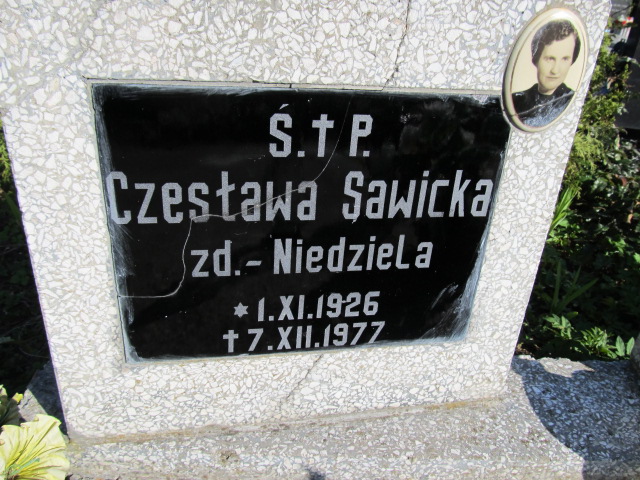 Ś.†P.
Czesława Sawicka
zd.- Niedziela
* 1.XI.1926
† 7.XII.1977